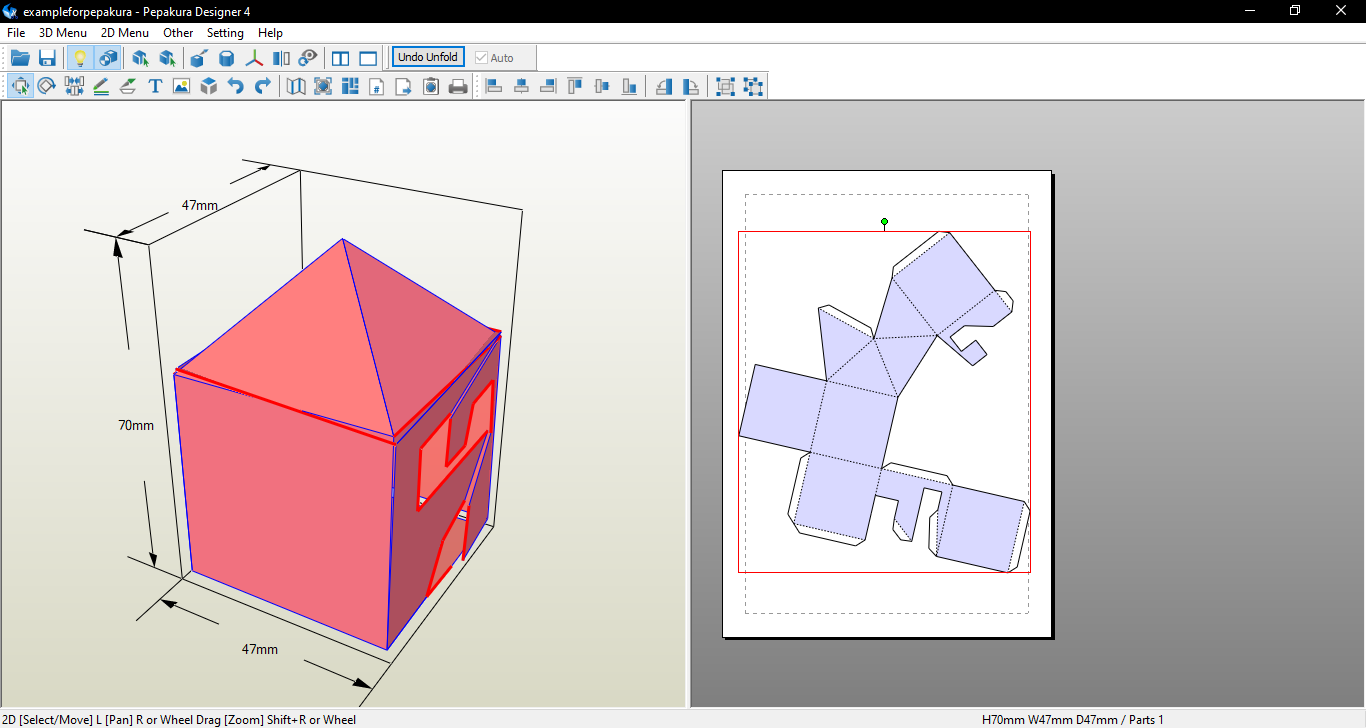 exampleforpepakura - Pepakura Designer 4
File 3D Menu 2D Menu Other Setting Help
Undo Unfold Auto
T
#
47mm
70mm
47mm
2D [Select/Move] L [Pan] R or Wheel Drag [Zoom] Shift+R or Wheel H70mm W47mm D47mm / Parts 1